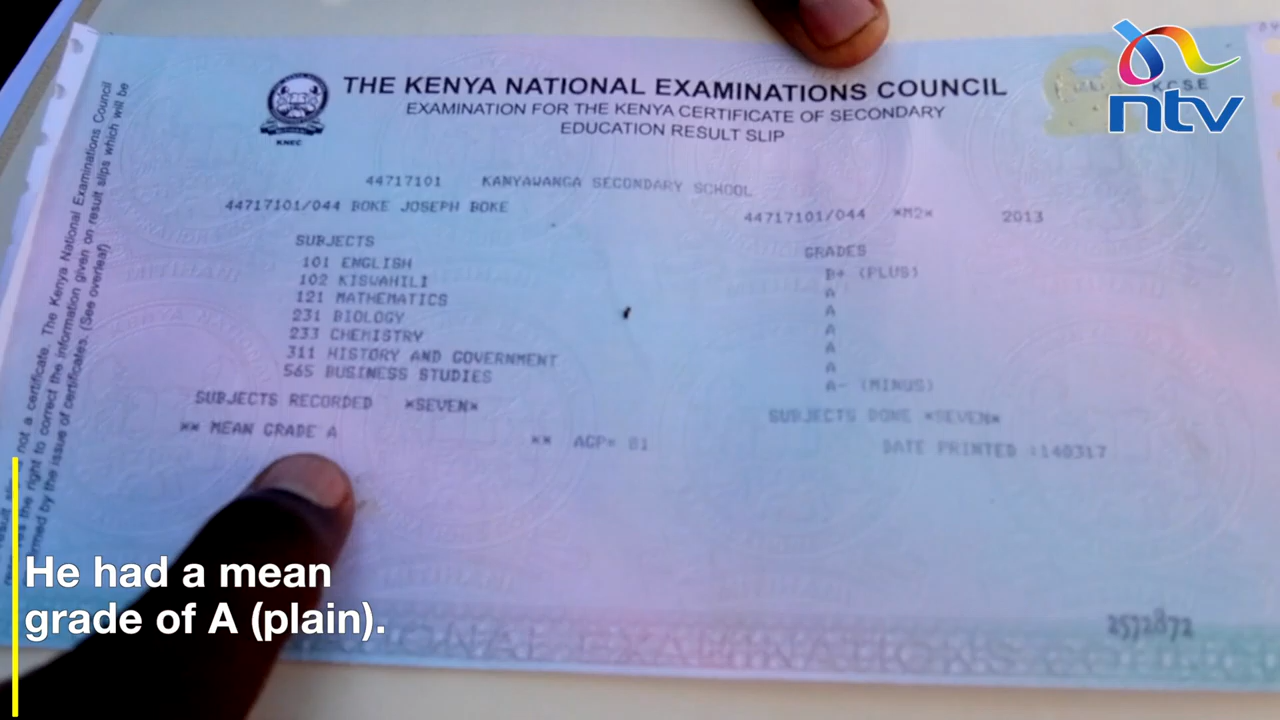 ntv
K.C.S.E
THE KENYA NATIONAL EXAMINATIONS COUNCIL
EXAMINATION FOR THE KENYA CERTIFICATE OF SECONDARY
EDUCATION RESULT SLIP
KNEC
44717101 KANYAWANGA SECONDARY SCHOOL
44717101/044 BOKE JOSEPH BOKE 44717101/044 *M2* 2013
SUBJECTS GRADES
101 ENGLISH B+ (PLUS)
102 KISWAHILI A
121 MATHEMATICS A
231 BIOLOGY A
233 CHEMISTRY A
311 HISTORY AND GOVERNMENT A
565 BUSINESS STUDIES A- (MINUS)
SUBJECTS RECORDED *SEVEN* SUBJECTS DONE *SEVEN*
** MEAN GRADE A ** AGP= 81 DATE PRINTED :140317
2572872
not a certificate. The Kenya National Examinations Council
the right to correct the information given on result slips which will be
by the issue of certificates. (See overleaf)
He had a mean
grade of A (plain).